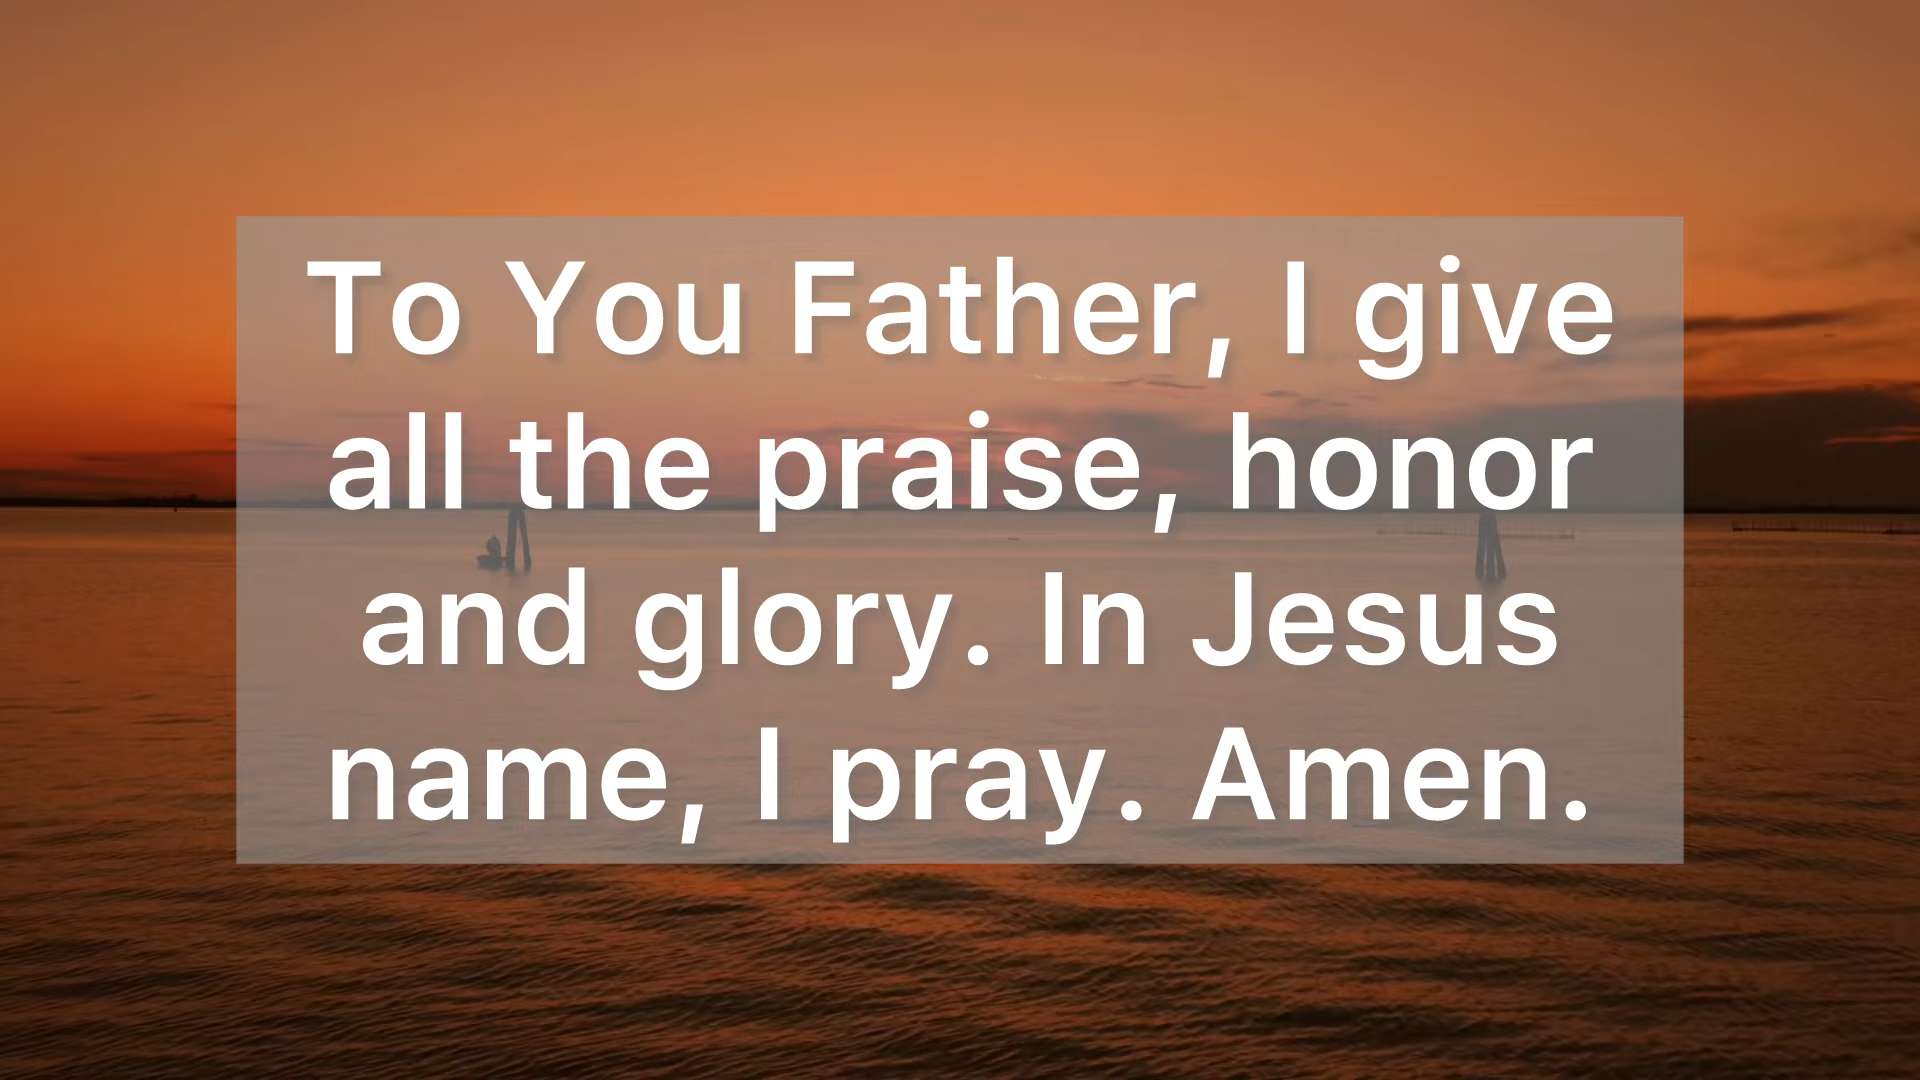 To You Father, I give
all the praise, honor
and glory. In Jesus
name, I pray. Amen.